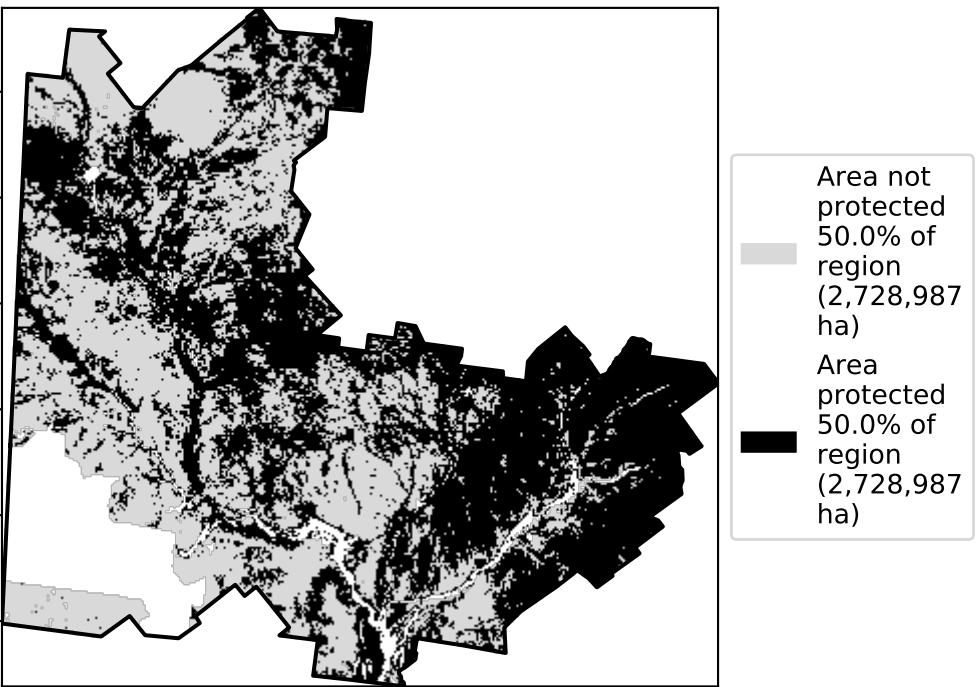 Area not
protected
50.0% of
region
(2,728,987
ha)
Area
protected
50.0% of
region
(2,728,987
ha)